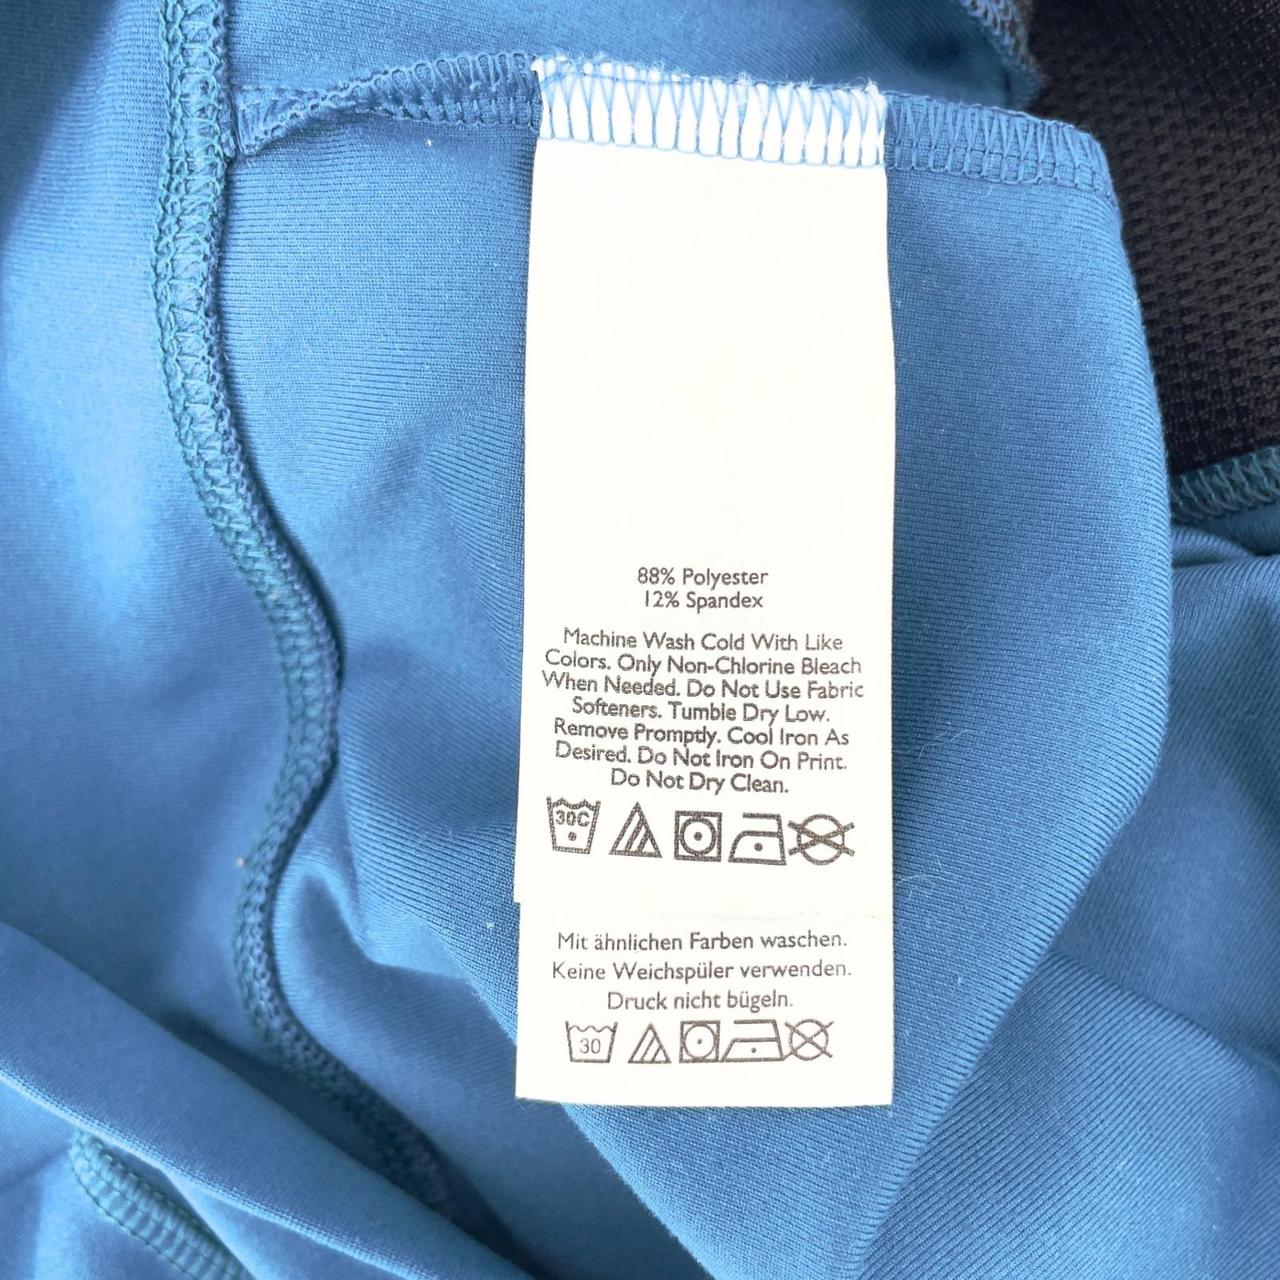 88% Polyester
12% Spandex
Machine Wash Cold With Like
Colors. Only Non-Chlorine Bleach
When Needed. Do Not Use Fabric
Softeners. Tumble Dry Low.
Remove Promptly. Cool Iron As
Desired. Do Not Iron On Print.
Do Not Dry Clean.
30C
Mit ähnlichen Farben waschen.
Keine Weichspüler verwenden.
Druck nicht bügeln.
30